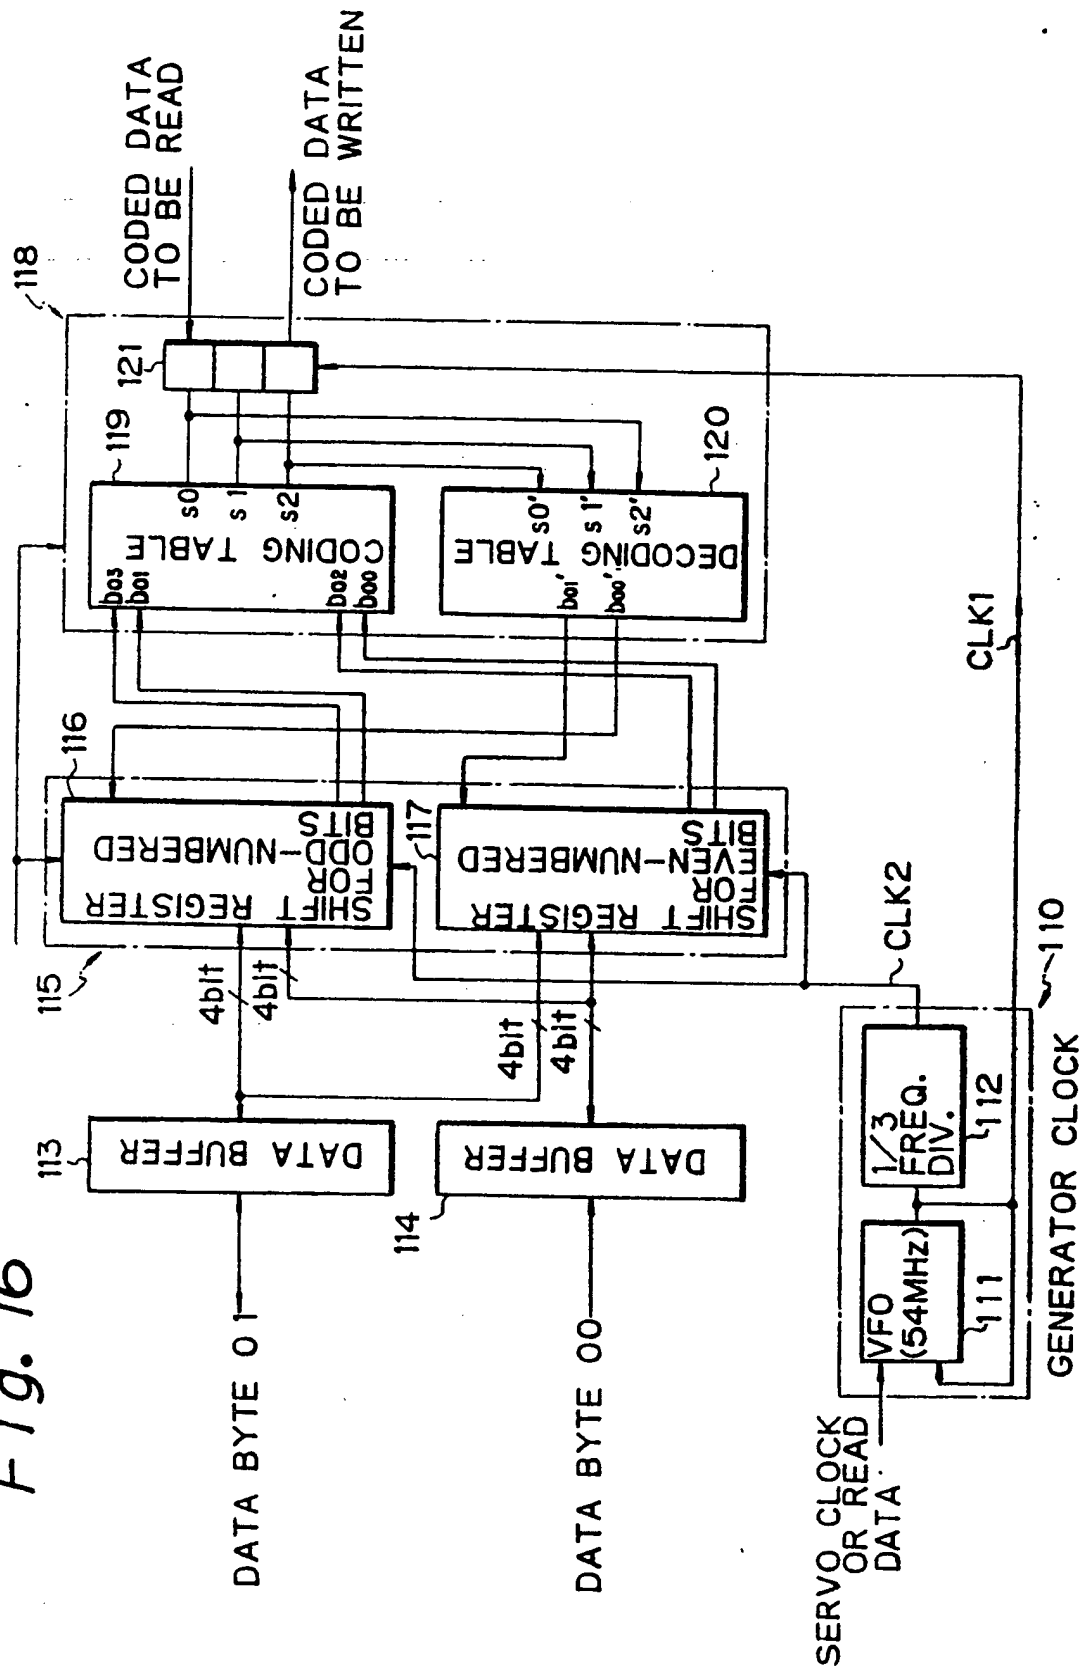 Fig. 16
118
CODED DATA
TO BE READ
CODED DATA
TO BE WRITTEN
121
119
s0
s1
s2
CODING TABLE
b03
b01
b02
b00
120
s0'
s1'
s2'
DECODING TABLE
b01'
b00'
116
SHIFT REGISTER
FOR
ODD-NUMBERED
BITS
117
SHIFT REGISTER
FOR
EVEN-NUMBERED
BITS
115
4bit
4bit
4bit
4bit
113
DATA BUFFER
114
DATA BUFFER
DATA BYTE 01
DATA BYTE 00
CLK1
CLK2
110
1/3
FREQ.
DIV.
112
VFO
(54MHz)
111
GENERATOR CLOCK
SERVO CLOCK
OR READ
DATA